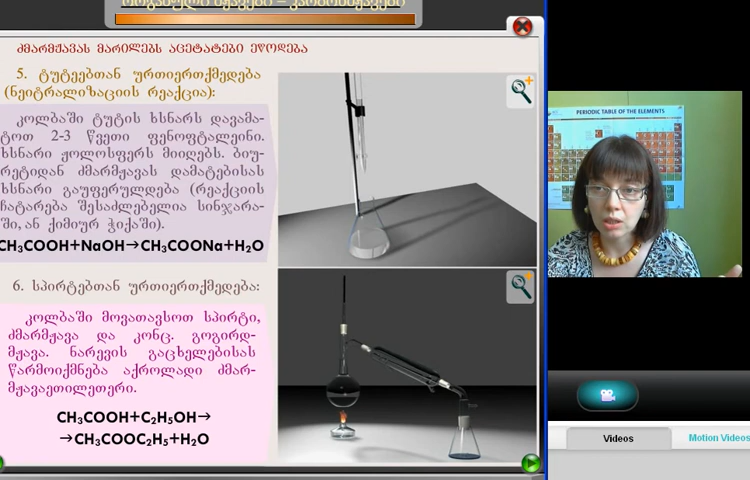 ორგანული მჟავები – კარბონმჟავები
ძმარმჟავას მარილებს აცეტატები ეწოდება
5. ტუტეებთან ურთიერთქმედება
(ნეიტრალიზაციის რეაქცია):
კოლბაში ტუტის ხსნარს დავამა-
ტოთ 2-3 წვეთი ფენოფტალეინი.
ხსნარი ჟოლოსფერს მიიღებს. ბიუ-
რეტიდან ძმარმჟავას დამატებისას
ხსნარი გაუფერულდება (რეაქციის
ჩატარება შესაძლებელია სინჯარა-
ში, ან ქიმიურ ჭიქაში).
CH₃COOH+NaOH→CH₃COONa+H₂O
6. სპირტებთან ურთიერთქმედება:
კოლბაში მოვათავსოთ სპირტი,
ძმარმჟავა და კონც. გოგირდ-
მჟავა. ნარევის გაცხელებისას
წარმოიქმნება აქროლადი ძმარ-
მჟავაეთილეთერი.
CH₃COOH+C₂H₅OH→
→CH₃COOC₂H₅+H₂O
PERIODIC TABLE OF THE ELEMENTS
Videos
Motion Videos